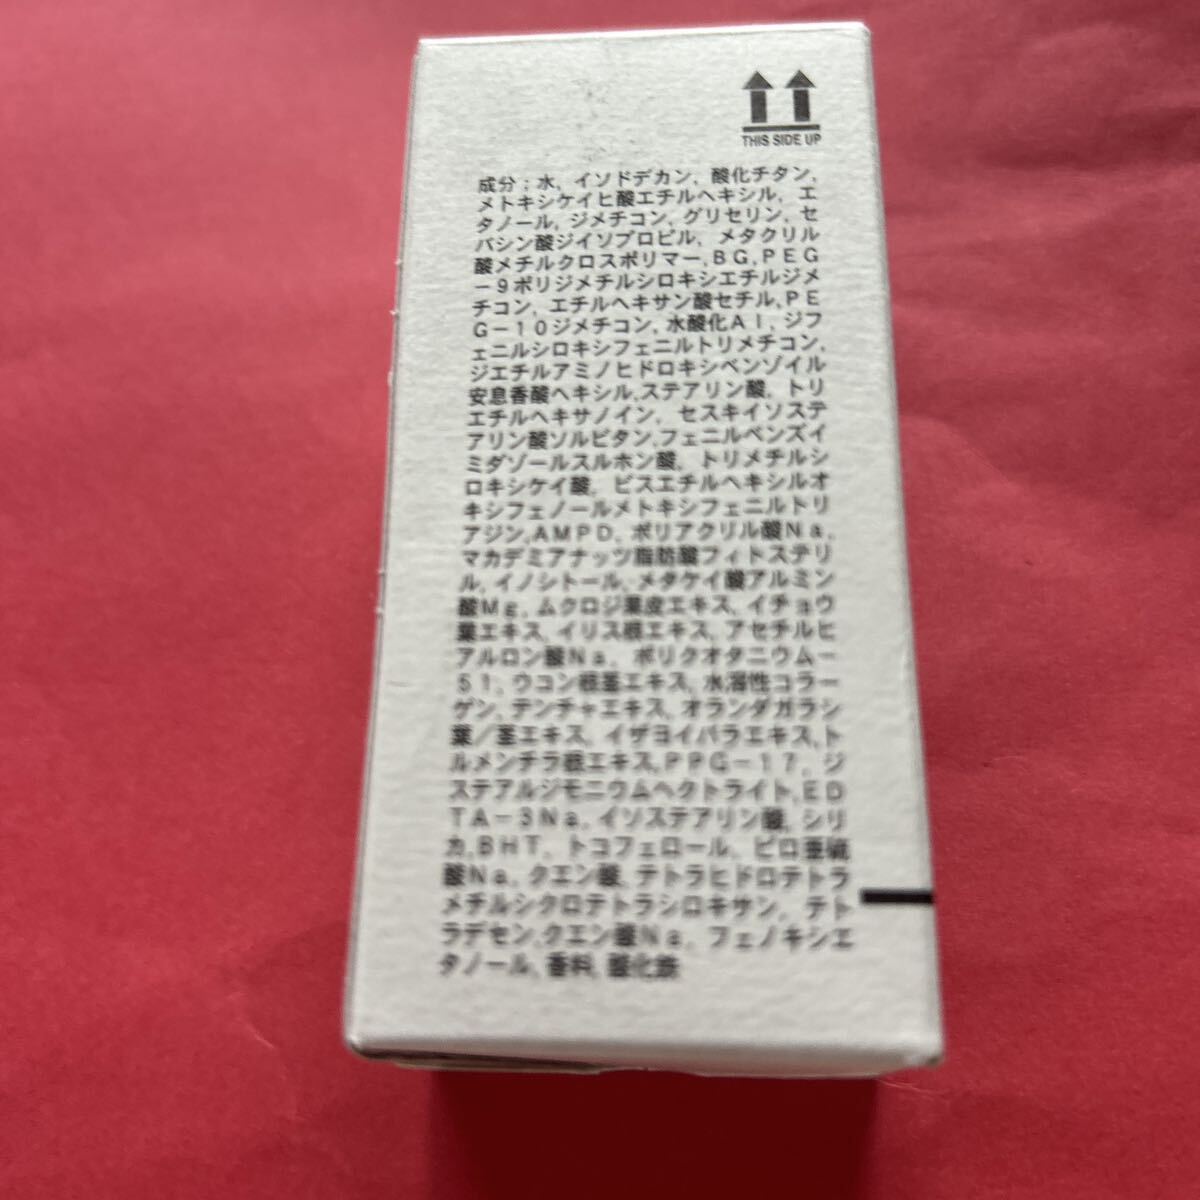 THIS SIDE UP
成分：水, イソドデカン, 酸化チタン,
メトキシケイヒ酸エチルヘキシル, エ
タノール, ジメチコン, グリセリン, セ
バシン酸ジイソプロピル, メタクリル
酸メチルクロスポリマー,ＢＧ,ＰＥＧ
－９ポリジメチルシロキシエチルジメ
チコン, エチルヘキサン酸セチル,ＰＥ
Ｇ－１０ジメチコン, 水酸化Ａｌ, ジフ
ェニルシロキシフェニルトリメチコン,
ジエチルアミノヒドロキシベンゾイル
安息香酸ヘキシル,ステアリン酸, トリ
エチルヘキサノイン, セスキイソステ
アリン酸ソルビタン,フェニルベンズイ
ミダゾールスルホン酸, トリメチルシ
ロキシケイ酸, ビスエチルヘキシルオ
キシフェノールメトキシフェニルトリ
アジン,ＡＭＰＤ, ポリアクリル酸Ｎａ,
マカデミアナッツ脂肪酸フィトステリ
ル, イノシトール, メタケイ酸アルミン
酸Ｍｇ, ムクロジ果皮エキス, イチョウ
葉エキス, イリス根エキス, アセチルヒ
アルロン酸Ｎａ, ポリクオタニウム－
５１, ウコン根茎エキス, 水溶性コラー
ゲン, テンチャエキス, オランダガラシ
葉／茎エキス, イザヨイバラエキス,ト
ルメンチラ根エキス,ＰＰＧ－１７, ジ
ステアルジモニウムヘクトライト,ＥＤ
ＴＡ－３Ｎａ, イソステアリン酸, シリ
カ,ＢＨＴ, トコフェロール, ピロ亜硫
酸Ｎａ, クエン酸, テトラヒドロテトラ
メチルシクロテトラシロキサン, テト
ラデセン,クエン酸Ｎａ, フェノキシエ
タノール, 香料, 酸化鉄